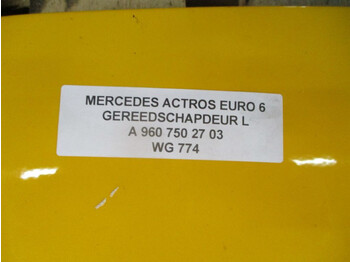 MERCEDES ACTROS EURO 6
GEREEDSCHAPDEUR L
A 960 750 27 03
WG 774